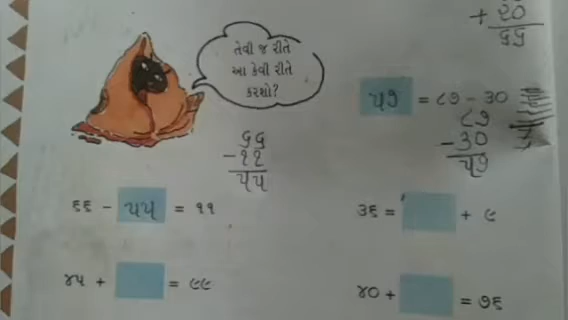 + ૨૦
૬૬
તેવી જ રીતે
આ કેવી રીતે
કરશો?
૫૭ = ૮૭ - ૩૦
૮૭
- ૩૦
૫૭
૬૬
- ૧૧
૫૫
૬૬ - ૫૫ = ૧૧
૩૬ = + ૯
૪૫ + = ૯૯
૪૦ + = ૭૬